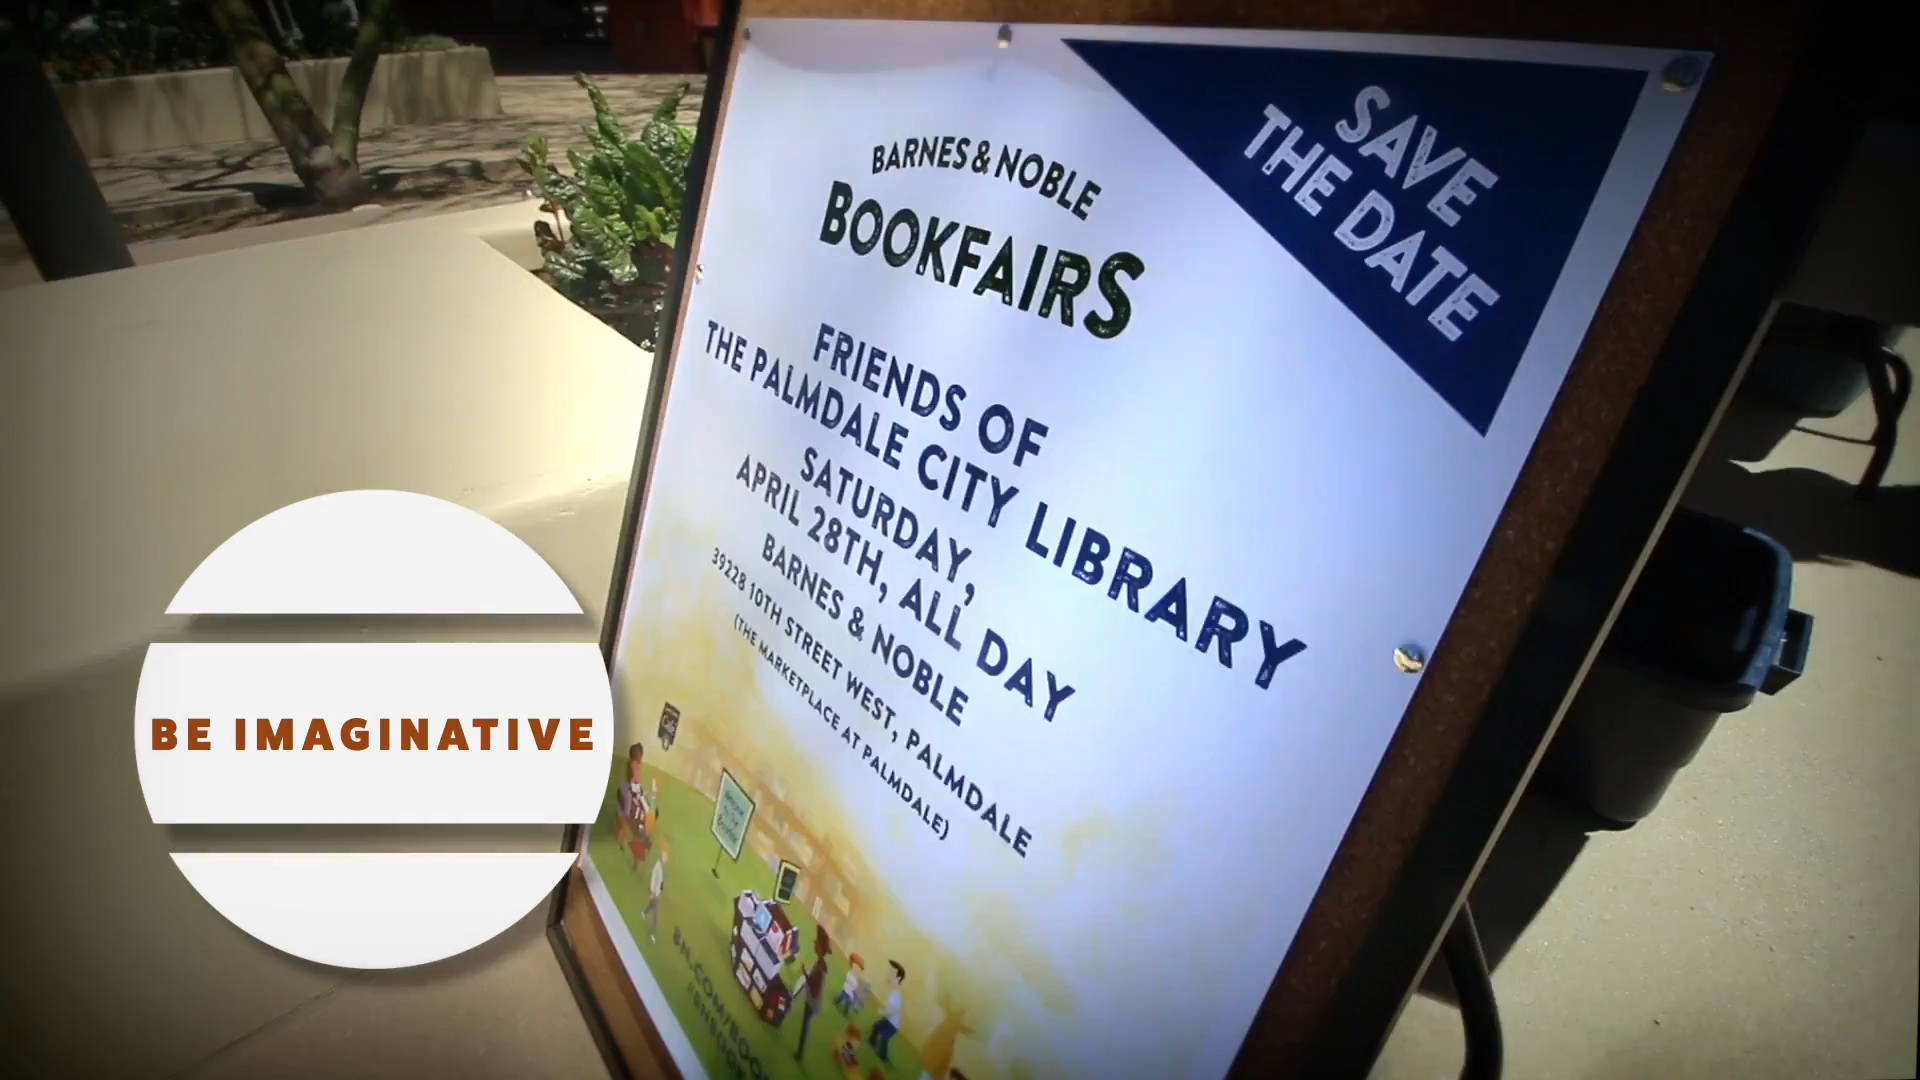 SAVE
THE DATE
BARNES & NOBLE
BOOKFAIRS
FRIENDS OF
THE PALMDALE CITY LIBRARY
SATURDAY,
APRIL 28TH, ALL DAY
BARNES & NOBLE
39228 10TH STREET WEST, PALMDALE
(THE MARKETPLACE AT PALMDALE)
BE IMAGINATIVE